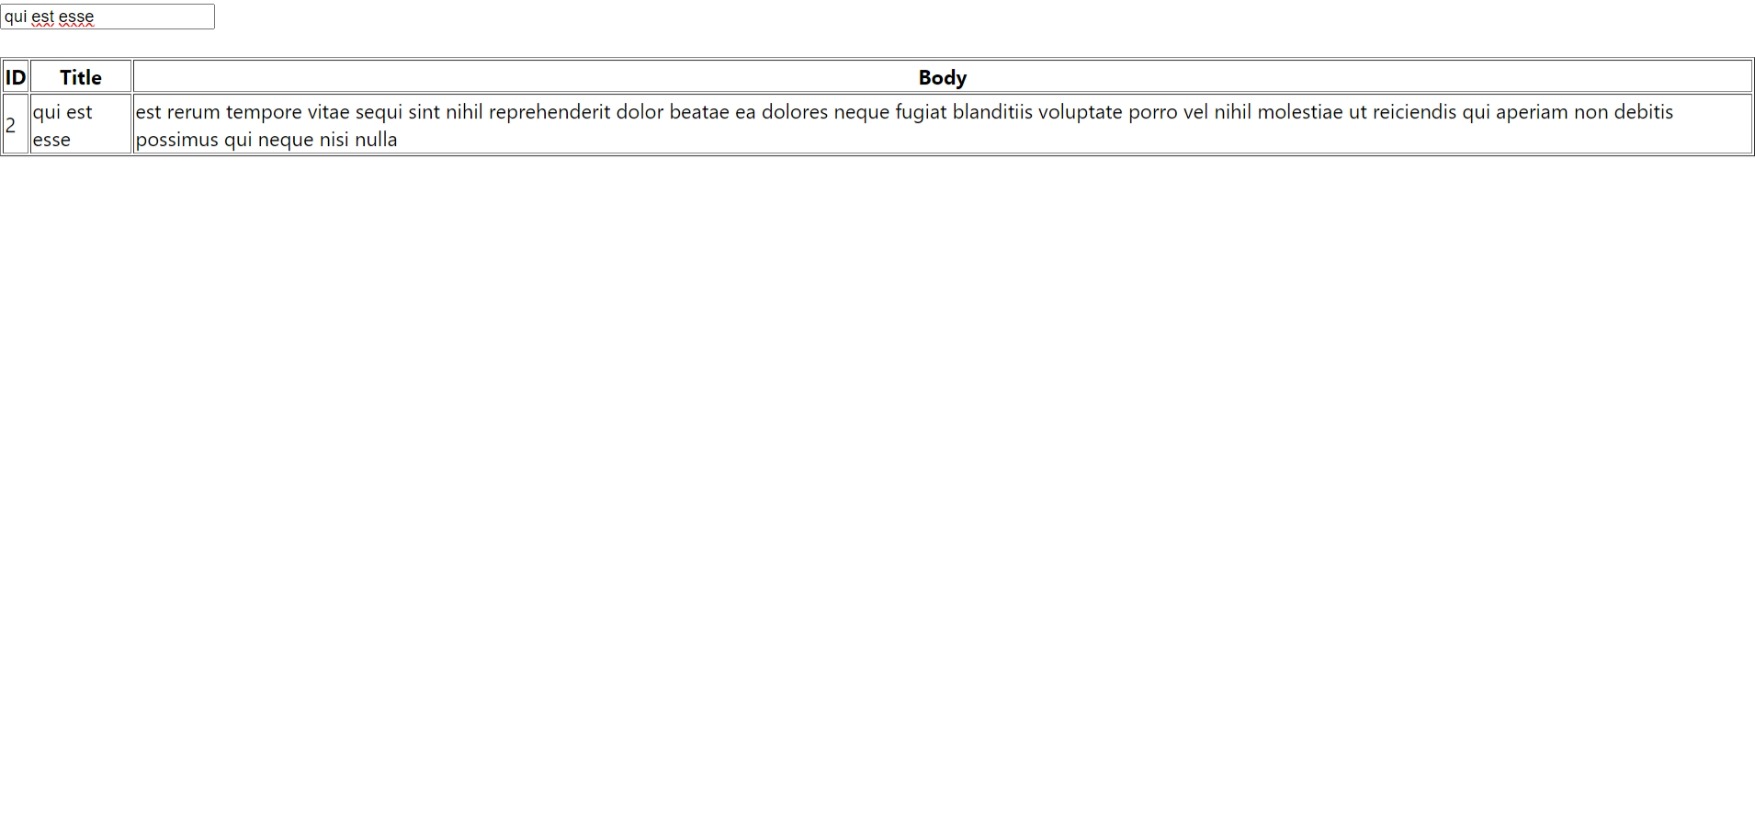 qui est esse
ID Title Body
2 qui est esse est rerum tempore vitae sequi sint nihil reprehenderit dolor beatae ea dolores neque fugiat blanditiis voluptate porro vel nihil molestiae ut reiciendis qui aperiam non debitis possimus qui neque nisi nulla